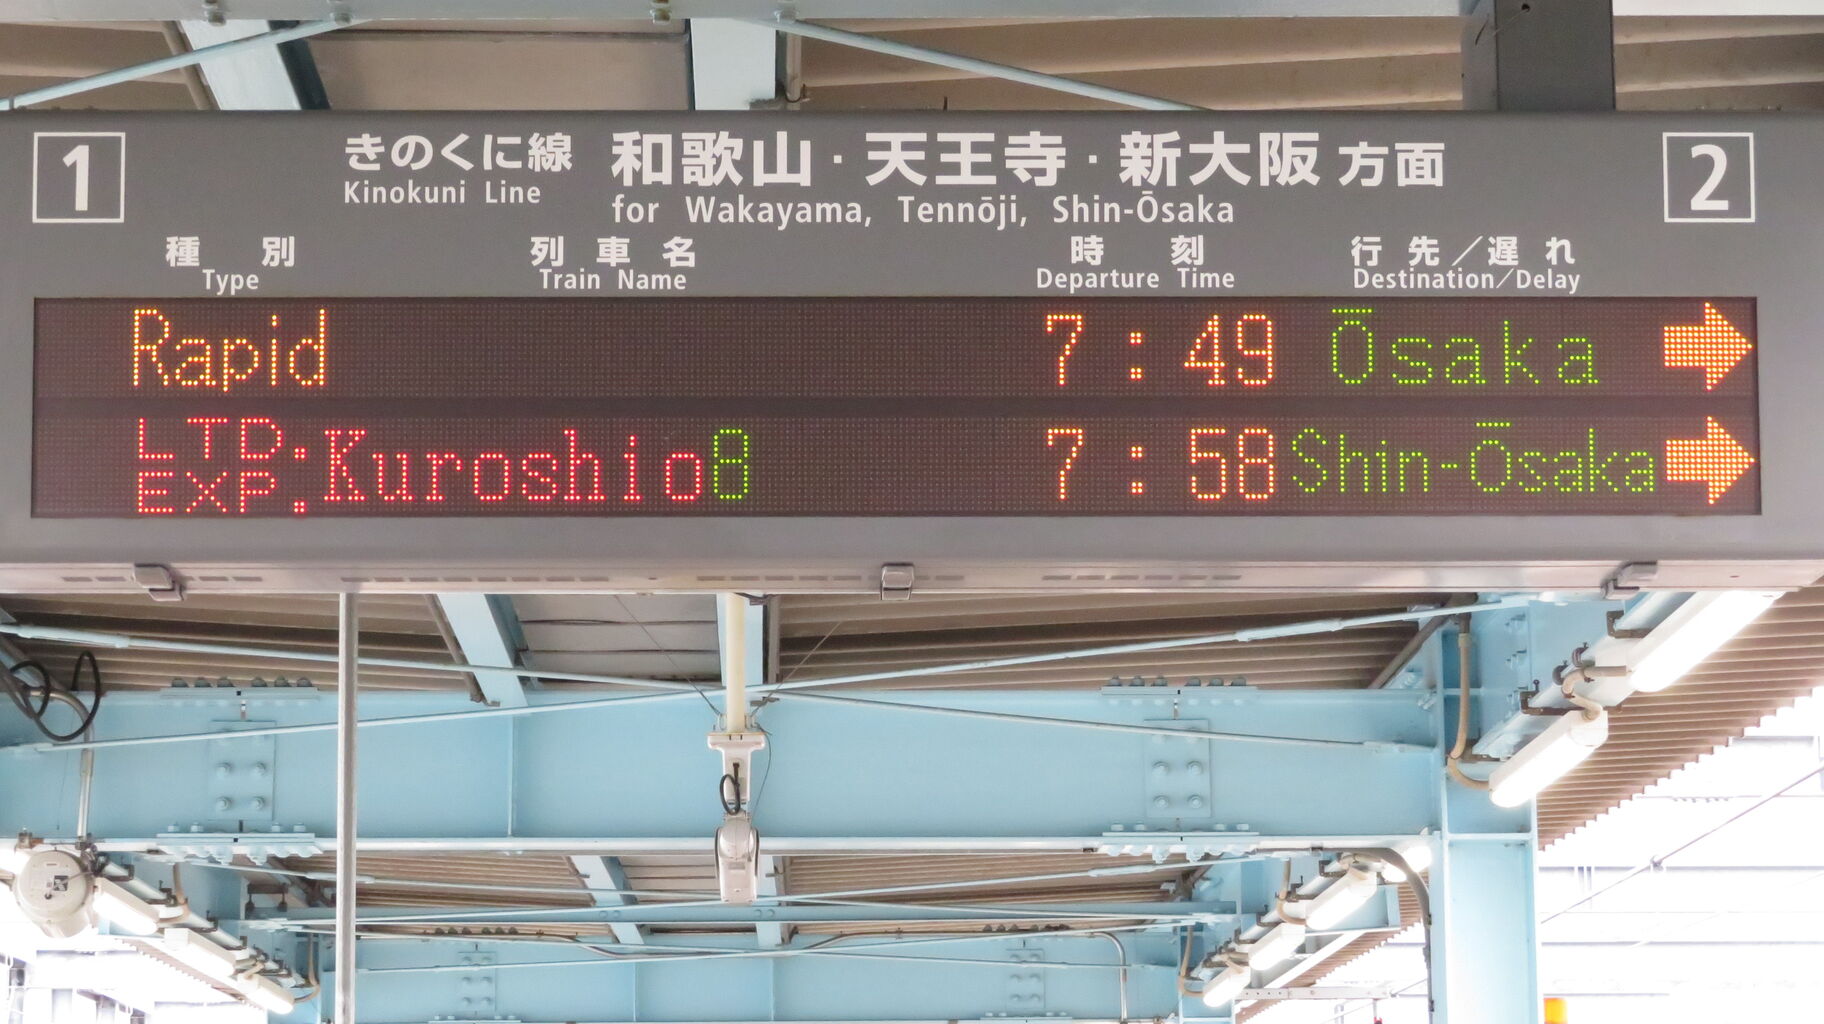 1 きのくに線 和歌山・天王寺・新大阪 方面 2
Kinokuni Line for Wakayama, Tennōji, Shin-Ōsaka
種別 列車名 時刻 行先/遅れ
Type Train Name Departure Time Destination/Delay
Rapid 7:49 Ōsaka
LTD. EXP. Kuroshio8 7:58 Shin-Ōsaka